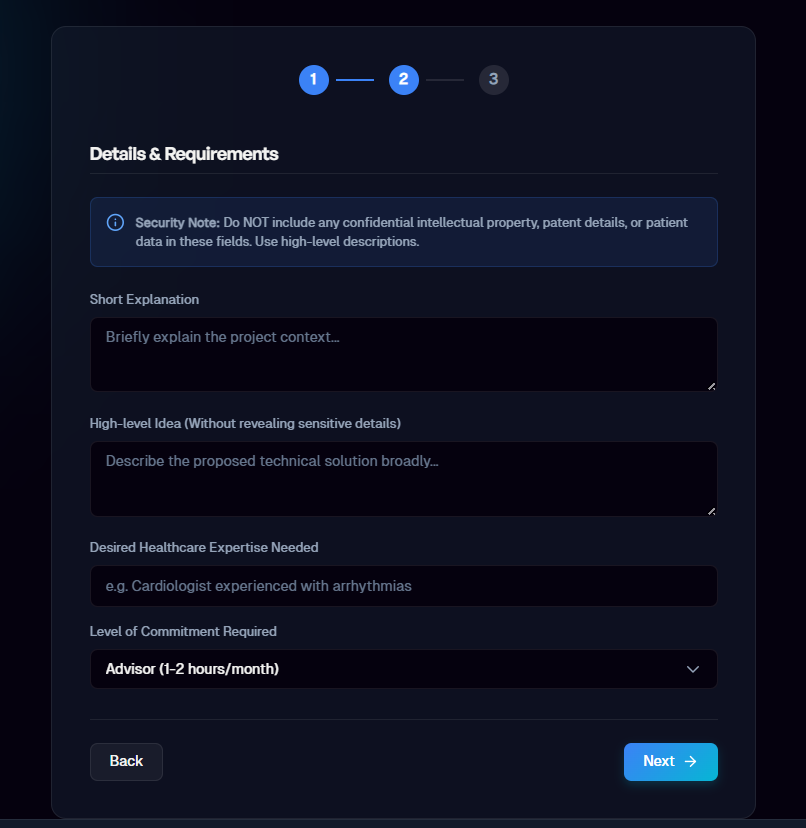 1 2 3
Details & Requirements
Security Note: Do NOT include any confidential intellectual property, patent details, or patient
data in these fields. Use high-level descriptions.
Short Explanation
Briefly explain the project context...
High-level Idea (Without revealing sensitive details)
Describe the proposed technical solution broadly...
Desired Healthcare Expertise Needed
e.g. Cardiologist experienced with arrhythmias
Level of Commitment Required
Advisor (1-2 hours/month)
Back Next →